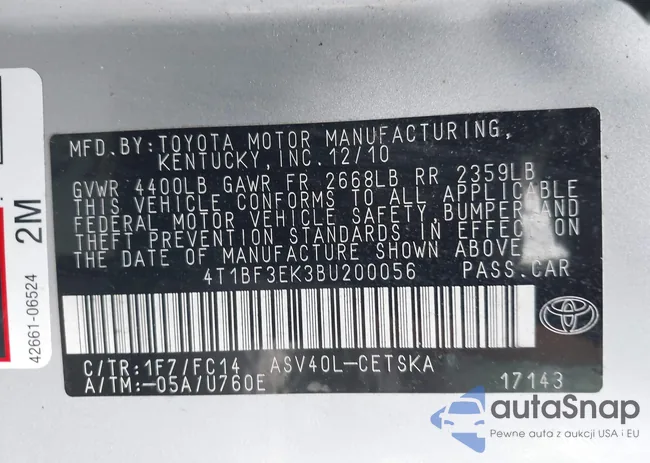 MFD.BY:TOYOTA MOTOR MANUFACTURING,
KENTUCKY,INC.12/10
GVWR 4400LB GAWR FR 2668LB RR 2359LB
THIS VEHICLE CONFORMS TO ALL APPLICABLE
FEDERAL MOTOR VEHICLE SAFETY,BUMPER AND
THEFT PREVENTION STANDARDS IN EFFECT ON
THE DATE OF MANUFACTURE SHOWN ABOVE.
4T1BF3EK3BU200056 PASS.CAR
C/TR:1F7/FC14 ASV40L-CETSKA
A/TM:-05A/U760E 17143
42661-06524 2M
autaSnap
Pewne auta z aukcji USA i EU